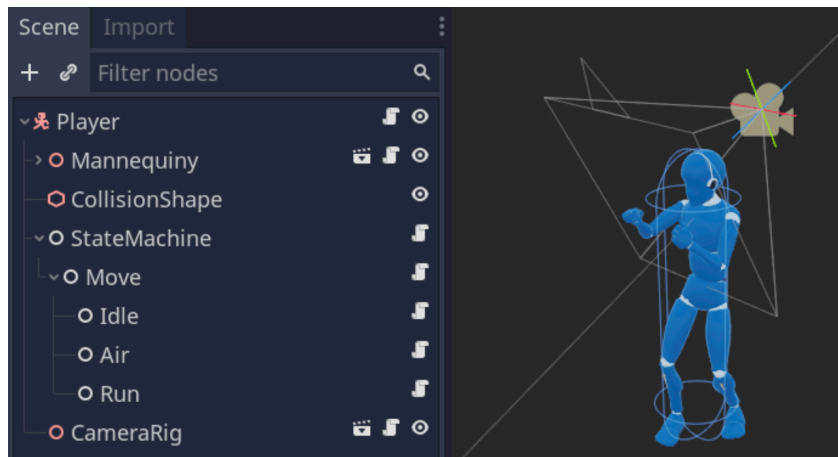 Scene Import
Filter nodes
Player
Mannequiny
CollisionShape
StateMachine
Move
Idle
Air
Run
CameraRig